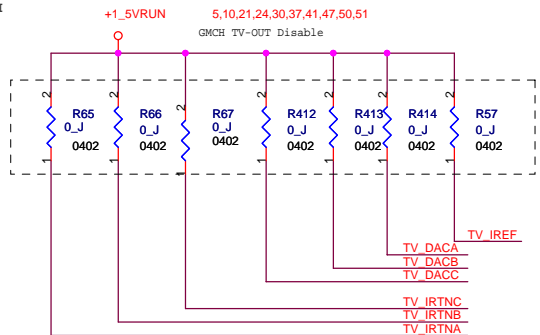 +1_5VRUN 5,10,21,24,30,37,41,47,50,51
GMCH TV-OUT Disable
2 2 2 2 2 2 2
R65 R66 R67 R412 R413 R414 R57
0_J 0_J 0_J 0_J 0_J 0_J 0_J
0402 0402 0402 0402 0402 0402 0402
1 1 1 1 1 1 1
TV_IREF
TV_DACA
TV_DACB
TV_DACC
TV_IRTNC
TV_IRTNB
TV_IRTNA